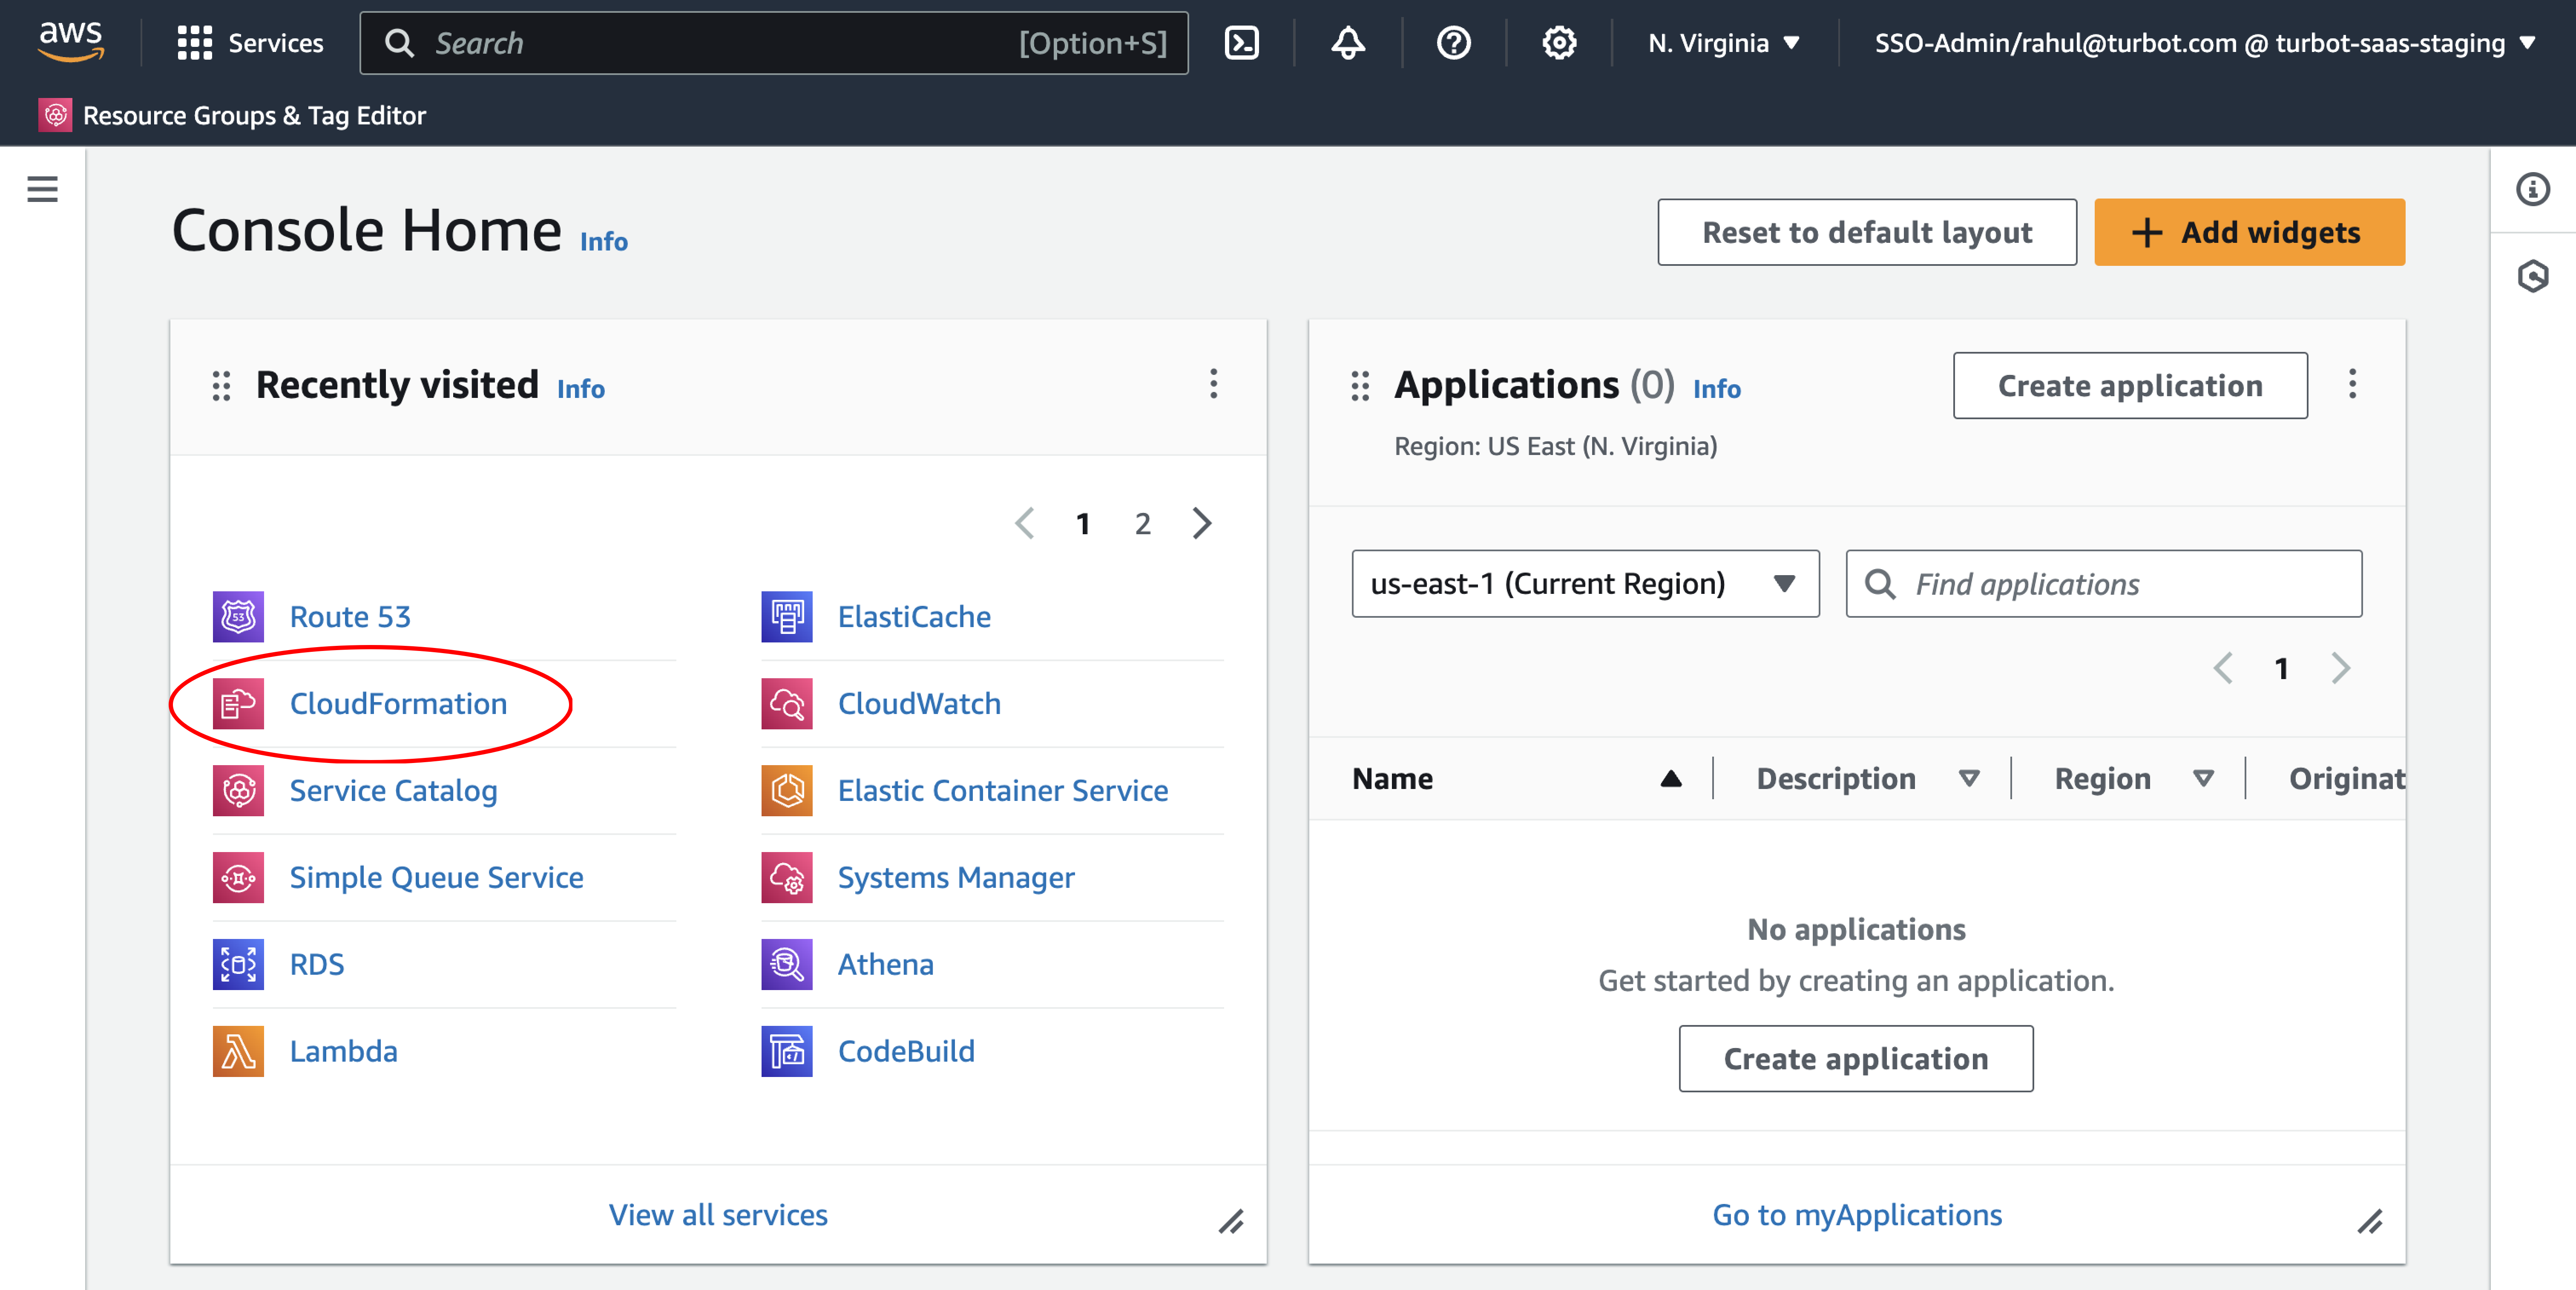 aws
Services
Search
[Option+S]
N. Virginia
SSO-Admin/rahul@turbot.com @ turbot-saas-staging
Resource Groups & Tag Editor
Console Home
Info
Reset to default layout
Add widgets
Recently visited
Info
1
2
Route 53
53
CloudFormation
Service Catalog
Simple Queue Service
RDS
Lambda
ElastiCache
CloudWatch
Elastic Container Service
Systems Manager
Athena
CodeBuild
View all services
Applications (0)
Info
Create application
Region: US East (N. Virginia)
us-east-1 (Current Region)
Find applications
1
Name
Description
Region
Originat
No applications
Get started by creating an application.
Create application
Go to myApplications